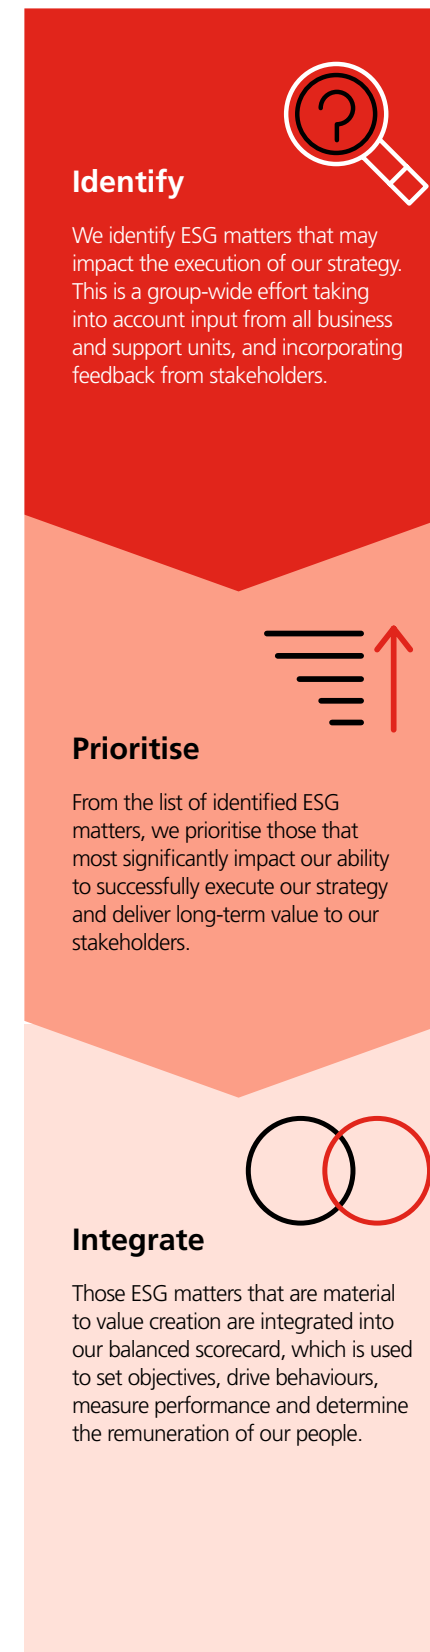 Identify
We identify ESG matters that may
impact the execution of our strategy.
This is a group-wide effort taking
into account input from all business
and support units, and incorporating
feedback from stakeholders.
Prioritise
From the list of identified ESG
matters, we prioritise those that
most significantly impact our ability
to successfully execute our strategy
and deliver long-term value to our
stakeholders.
Integrate
Those ESG matters that are material
to value creation are integrated into
our balanced scorecard, which is used
to set objectives, drive behaviours,
measure performance and determine
the remuneration of our people.